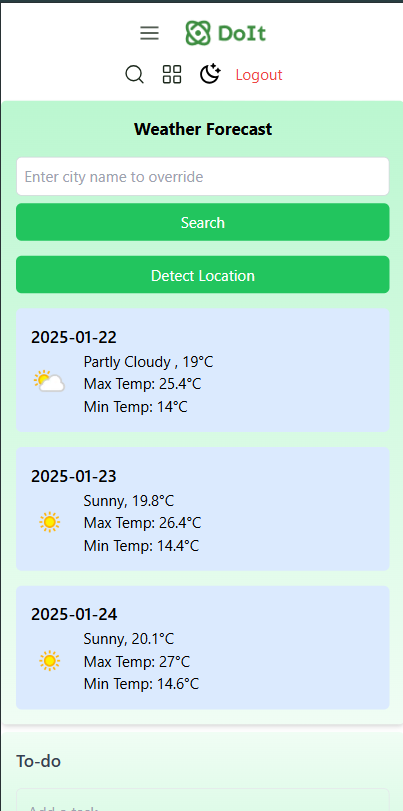 DoIt
Logout
Weather Forecast
Enter city name to override
Search
Detect Location
2025-01-22
Partly Cloudy , 19°C
Max Temp: 25.4°C
Min Temp: 14°C
2025-01-23
Sunny, 19.8°C
Max Temp: 26.4°C
Min Temp: 14.4°C
2025-01-24
Sunny, 20.1°C
Max Temp: 27°C
Min Temp: 14.6°C
To-do
Add a task